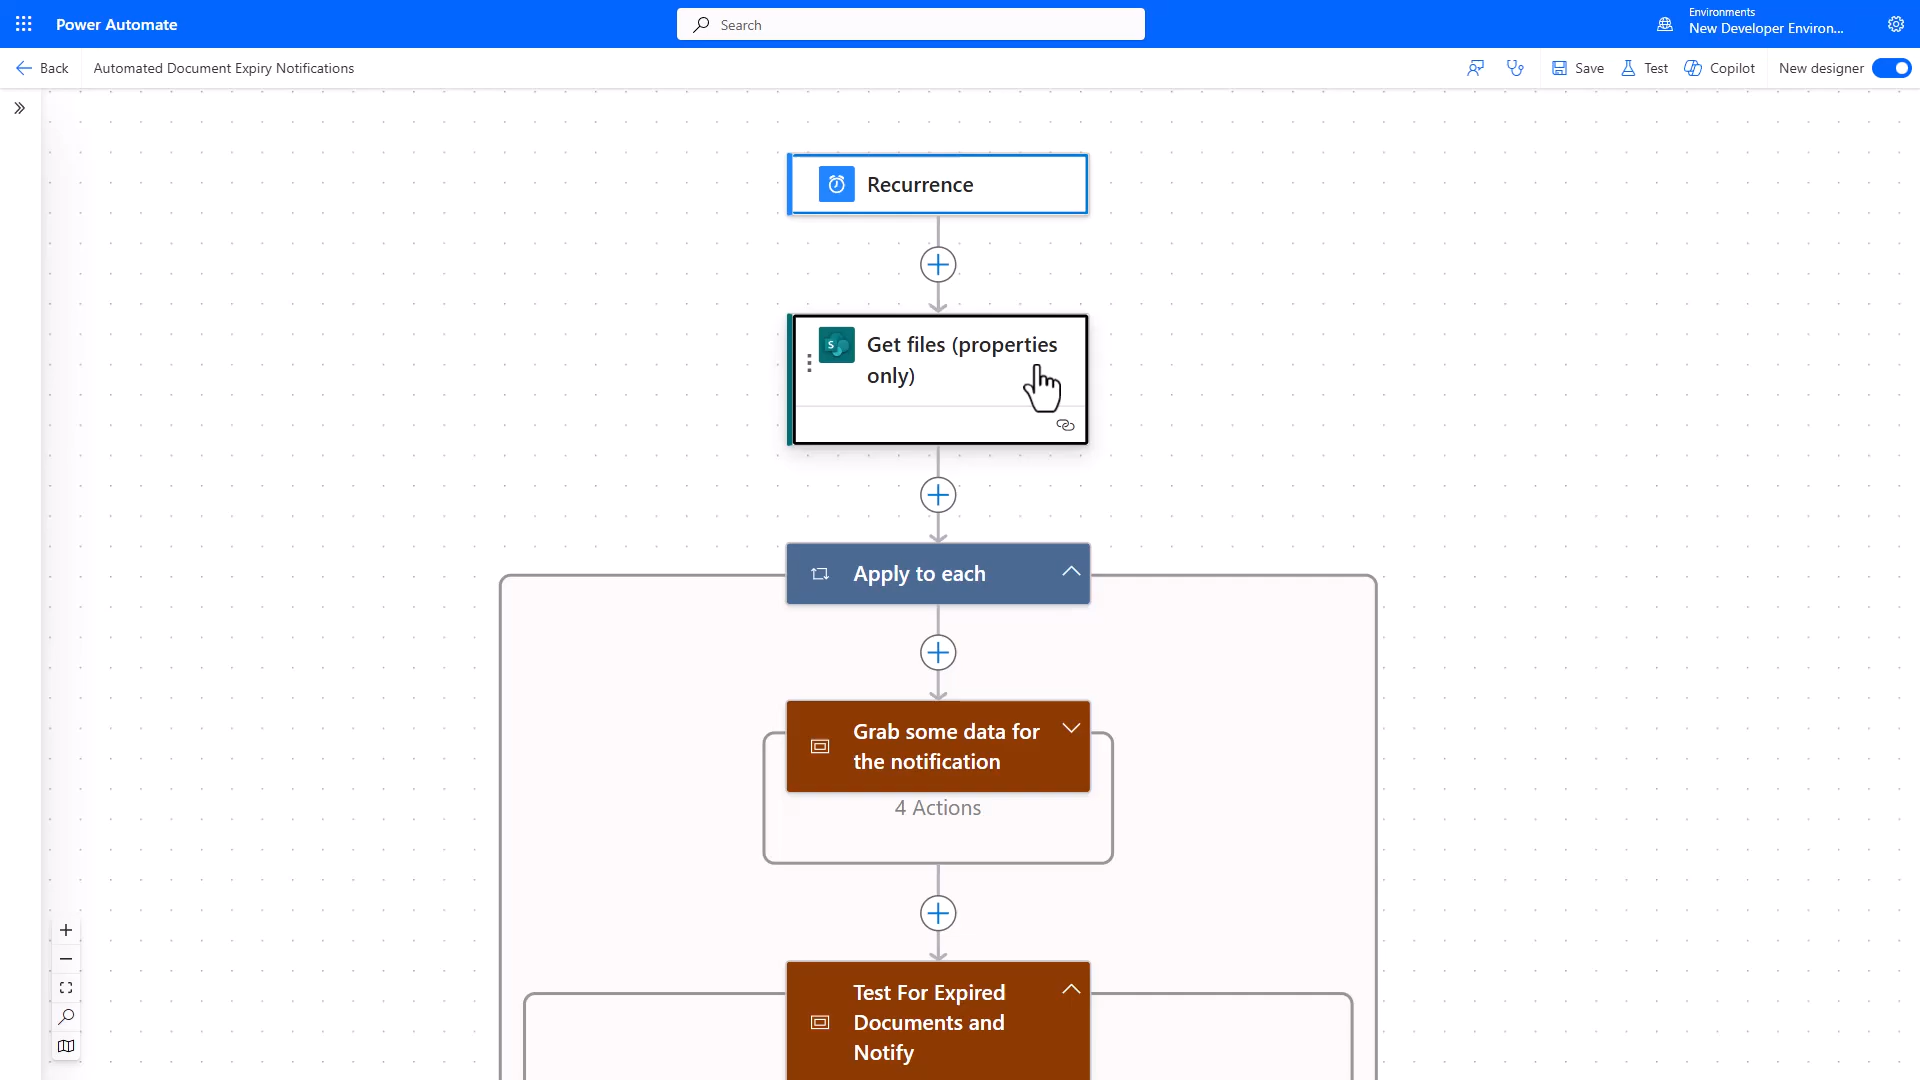 Power Automate
Search
Environments
New Developer Environ...
Back
Automated Document Expiry Notifications
Save
Test
Copilot
New designer
Recurrence
S
Get files (properties
only)
Apply to each
Grab some data for
the notification
4 Actions
Test For Expired
Documents and
Notify